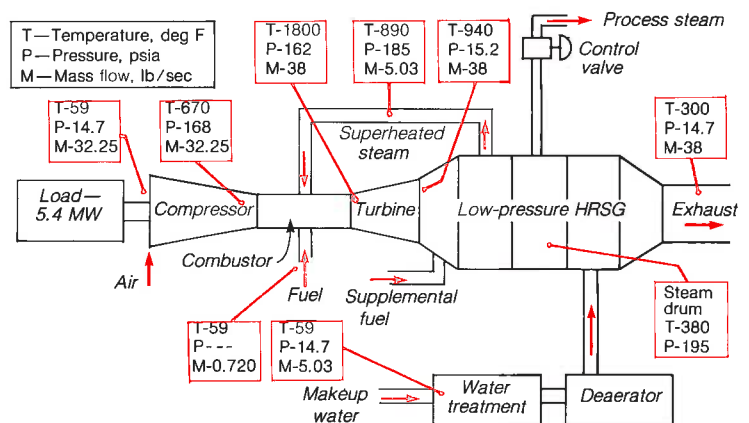 T—Temperature, deg F
P—Pressure, psia
M—Mass flow, lb/sec
T-1800
P-162
M-38
T-890
P-185
M-5.03
T-940
P-15.2
M-38
Process steam
Control
valve
T-59
P-14.7
M-32.25
T-670
P-168
M-32.25
Superheated
steam
T-300
P-14.7
M-38
Load—
5.4 MW
Compressor
Turbine
Low-pressure HRSG
Exhaust
Combustor
Air
Fuel
Supplemental
fuel
Steam
drum
T-380
P-195
T-59
P---
M-0.720
T-59
P-14.7
M-5.03
Makeup
water
Water
treatment
Deaerator